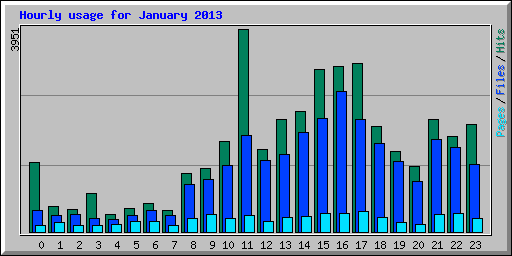 Hourly usage for January 2013
3951
Pages/Files/Hits
0 1 2 3 4 5 6 7 8 9 10 11 12 13 14 15 16 17 18 19 20 21 22 23